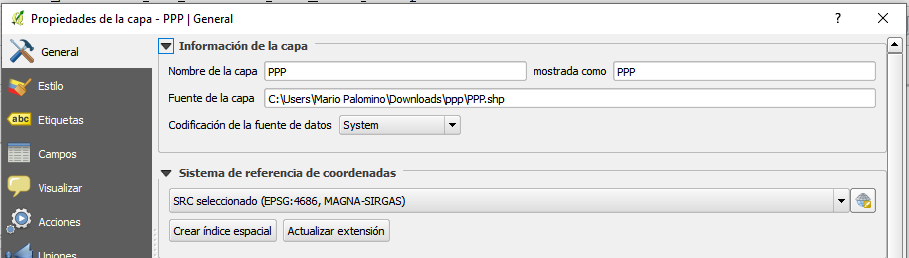 Propiedades de la capa - PPP | General
?
General
Estilo
abc Etiquetas
Campos
Visualizar
Acciones
Uniones
Información de la capa
Nombre de la capa PPP mostrada como PPP
Fuente de la capa C:\Users\Mario Palomino\Downloads\ppp\PPP.shp
Codificación de la fuente de datos System
Sistema de referencia de coordenadas
SRC seleccionado (EPSG:4686, MAGNA-SIRGAS)
Crear índice espacial Actualizar extensión